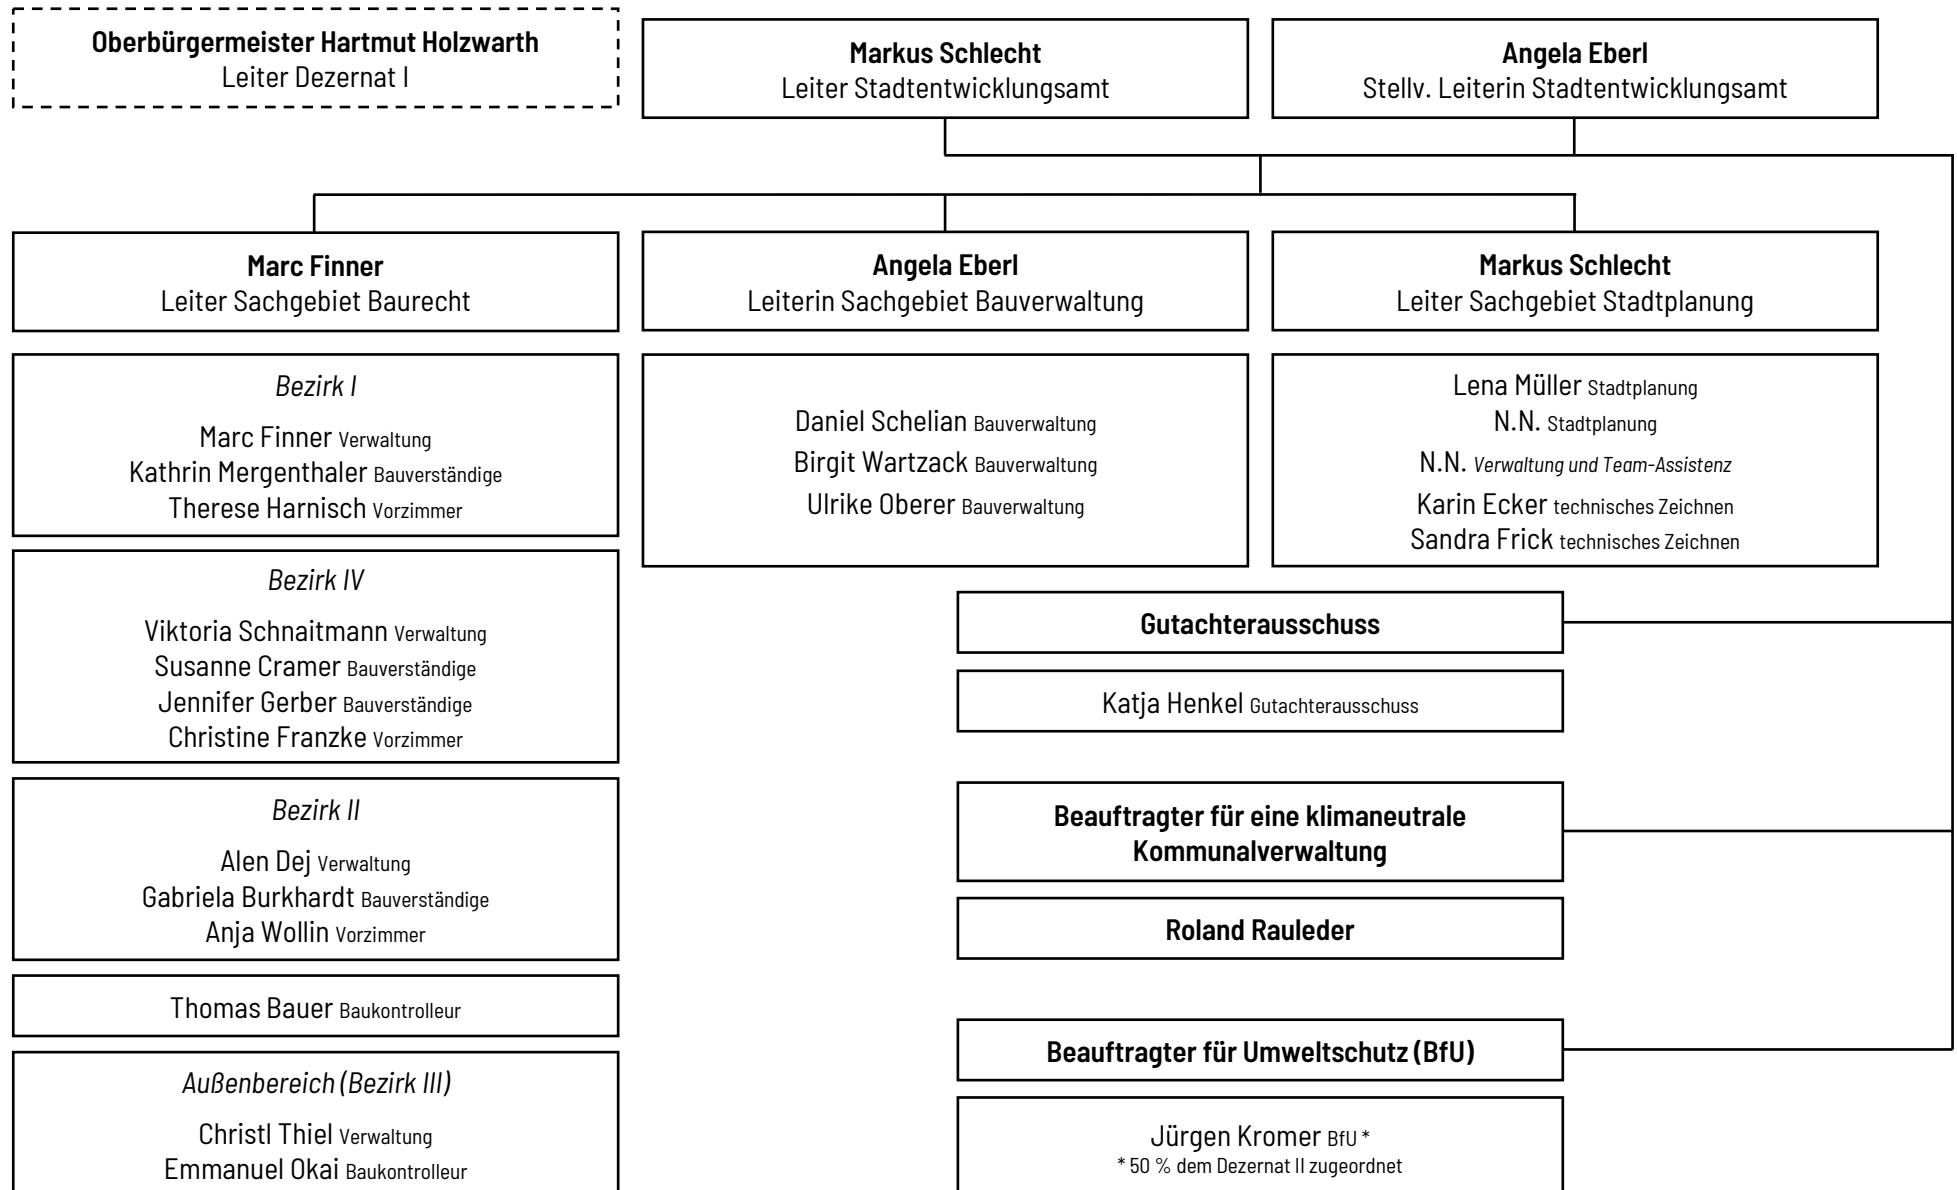 Oberbürgermeister Hartmut Holzwarth
Leiter Dezernat I
Markus Schlecht
Leiter Stadtentwicklungsamt
Angela Eberl
Stellv. Leiterin Stadtentwicklungsamt
Marc Finner
Leiter Sachgebiet Baurecht
Angela Eberl
Leiterin Sachgebiet Bauverwaltung
Markus Schlecht
Leiter Sachgebiet Stadtplanung
Bezirk I
Marc Finner Verwaltung
Kathrin Mergenthaler Bauverständige
Therese Harnisch Vorzimmer
Bezirk IV
Viktoria Schnaitmann Verwaltung
Susanne Cramer Bauverständige
Jennifer Gerber Bauverständige
Christine Franzke Vorzimmer
Bezirk II
Alen Dej Verwaltung
Gabriela Burkhardt Bauverständige
Anja Wollin Vorzimmer
Thomas Bauer Baukontrolleur
Außenbereich (Bezirk III)
Christl Thiel Verwaltung
Emmanuel Okai Baukontrolleur
Daniel Schelian Bauverwaltung
Birgit Wartzack Bauverwaltung
Ulrike Oberer Bauverwaltung
Lena Müller Stadtplanung
N.N. Stadtplanung
N.N. Verwaltung und Team-Assistenz
Karin Ecker technisches Zeichnen
Sandra Frick technisches Zeichnen
Gutachterausschuss
Katja Henkel Gutachterausschuss
Beauftragter für eine klimaneutrale
Kommunalverwaltung
Roland Rauleder
Beauftragter für Umweltschutz (BfU)
Jürgen Kromer BfU *
* 50 % dem Dezernat II zugeordnet